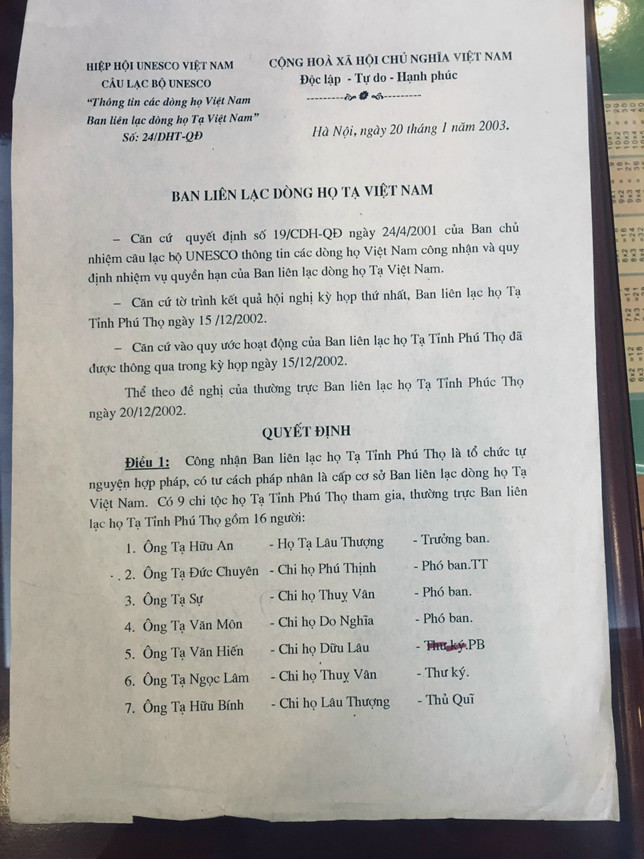 HIỆP HỘI UNESCO VIỆT NAM
CÂU LẠC BỘ UNESCO
“Thông tin các dòng họ Việt Nam
Ban liên lạc dòng họ Tạ Việt Nam”
Số: 24/DHT-QĐ
CỘNG HOÀ XÃ HỘI CHỦ NGHĨA VIỆT NAM
Độc lập - Tự do - Hạnh phúc
Hà Nội, ngày 20 tháng 1 năm 2003.
BAN LIÊN LẠC DÒNG HỌ TẠ VIỆT NAM
– Căn cứ quyết định số 19/CDH-QĐ ngày 24/4/2001 của Ban chủ
nhiệm câu lạc bộ UNESCO thông tin các dòng họ Việt Nam công nhận và quy
định nhiệm vụ quyền hạn của Ban liên lạc dòng họ Tạ Việt Nam.
– Căn cứ tờ trình kết quả hội nghị kỳ họp thứ nhất, Ban liên lạc họ Tạ
Tỉnh Phú Thọ ngày 15 /12/2002.
– Căn cứ vào quy ước hoạt động của Ban liên lạc họ Tạ Tỉnh Phú Thọ đã
được thông qua trong kỳ họp ngày 15/12/2002.
Thể theo đề nghị của thường trực Ban liên lạc họ Tạ Tỉnh Phúc Thọ
ngày 20/12/2002.
QUYẾT ĐỊNH
Điều 1: Công nhận Ban liên lạc họ Tạ Tỉnh Phú Thọ là tổ chức tự
nguyện hợp pháp, có tư cách pháp nhân là cấp cơ sở Ban liên lạc dòng họ Tạ
Việt Nam. Có 9 chi tộc họ Tạ Tỉnh Phú Thọ tham gia, thường trực Ban liên
lạc họ Tạ Tỉnh Phú Thọ gồm 16 người:
1. Ông Tạ Hữu An - Họ Tạ Lâu Thượng - Trưởng ban.
2. Ông Tạ Đức Chuyên - Chi họ Phú Thịnh - Phó ban.TT
3. Ông Tạ Sự - Chi họ Thuỵ Vân - Phó ban.
4. Ông Tạ Văn Môn - Chi họ Do Nghĩa - Phó ban.
5. Ông Tạ Văn Hiến - Chi họ Dữu Lâu - Thư ký.PB
6. Ông Tạ Ngọc Lâm - Chi họ Thuỵ Vân - Thư ký.
7. Ông Tạ Hữu Bính - Chi họ Lâu Thượng - Thủ Quĩ